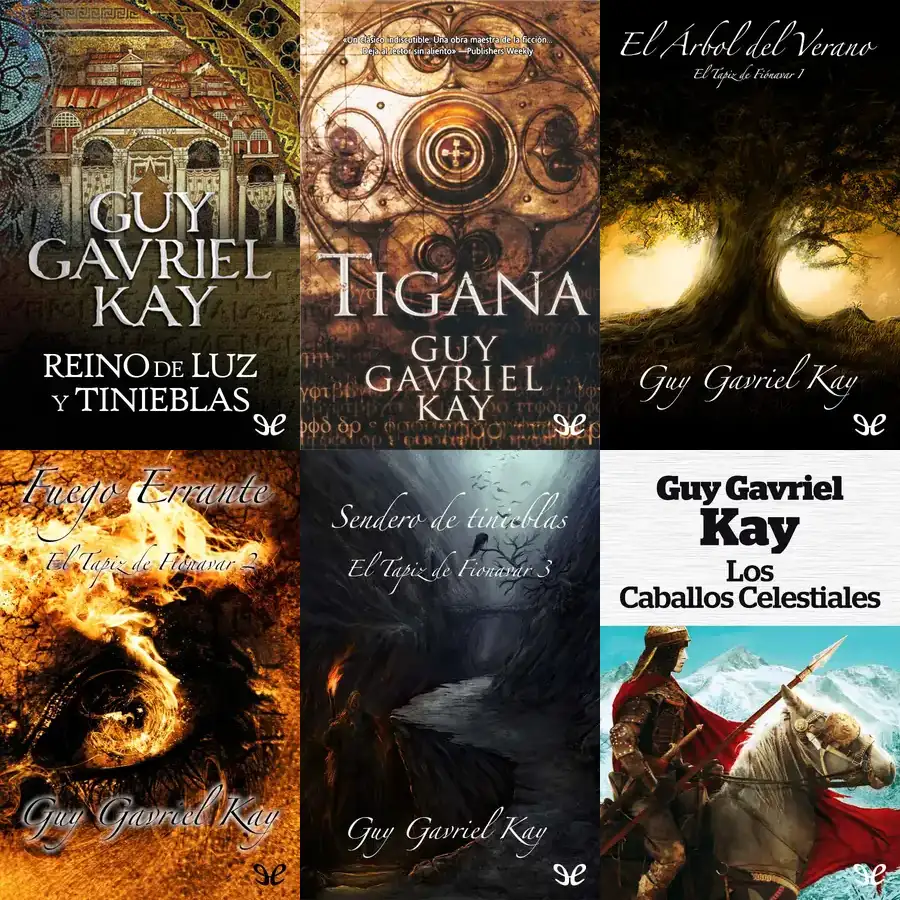 GUY
GAVRIEL
KAY
REINO DE LUZ
Y TINIEBLAS
«Un clásico indiscutible. Una obra maestra de la ficción...
Deja al lector sin aliento» —Publishers Weekly
TIGANA
GUY
GAVRIEL
KAY
El Árbol del Verano
El Tapiz de Fionavar 1
Guy Gavriel Kay
Fuego Errante
El Tapiz de Fionavar 2
Guy Gavriel Kay
Sendero de tinieblas
El Tapiz de Fionavar 3
Guy Gavriel Kay
Guy Gavriel
Kay
Los
Caballos Celestiales